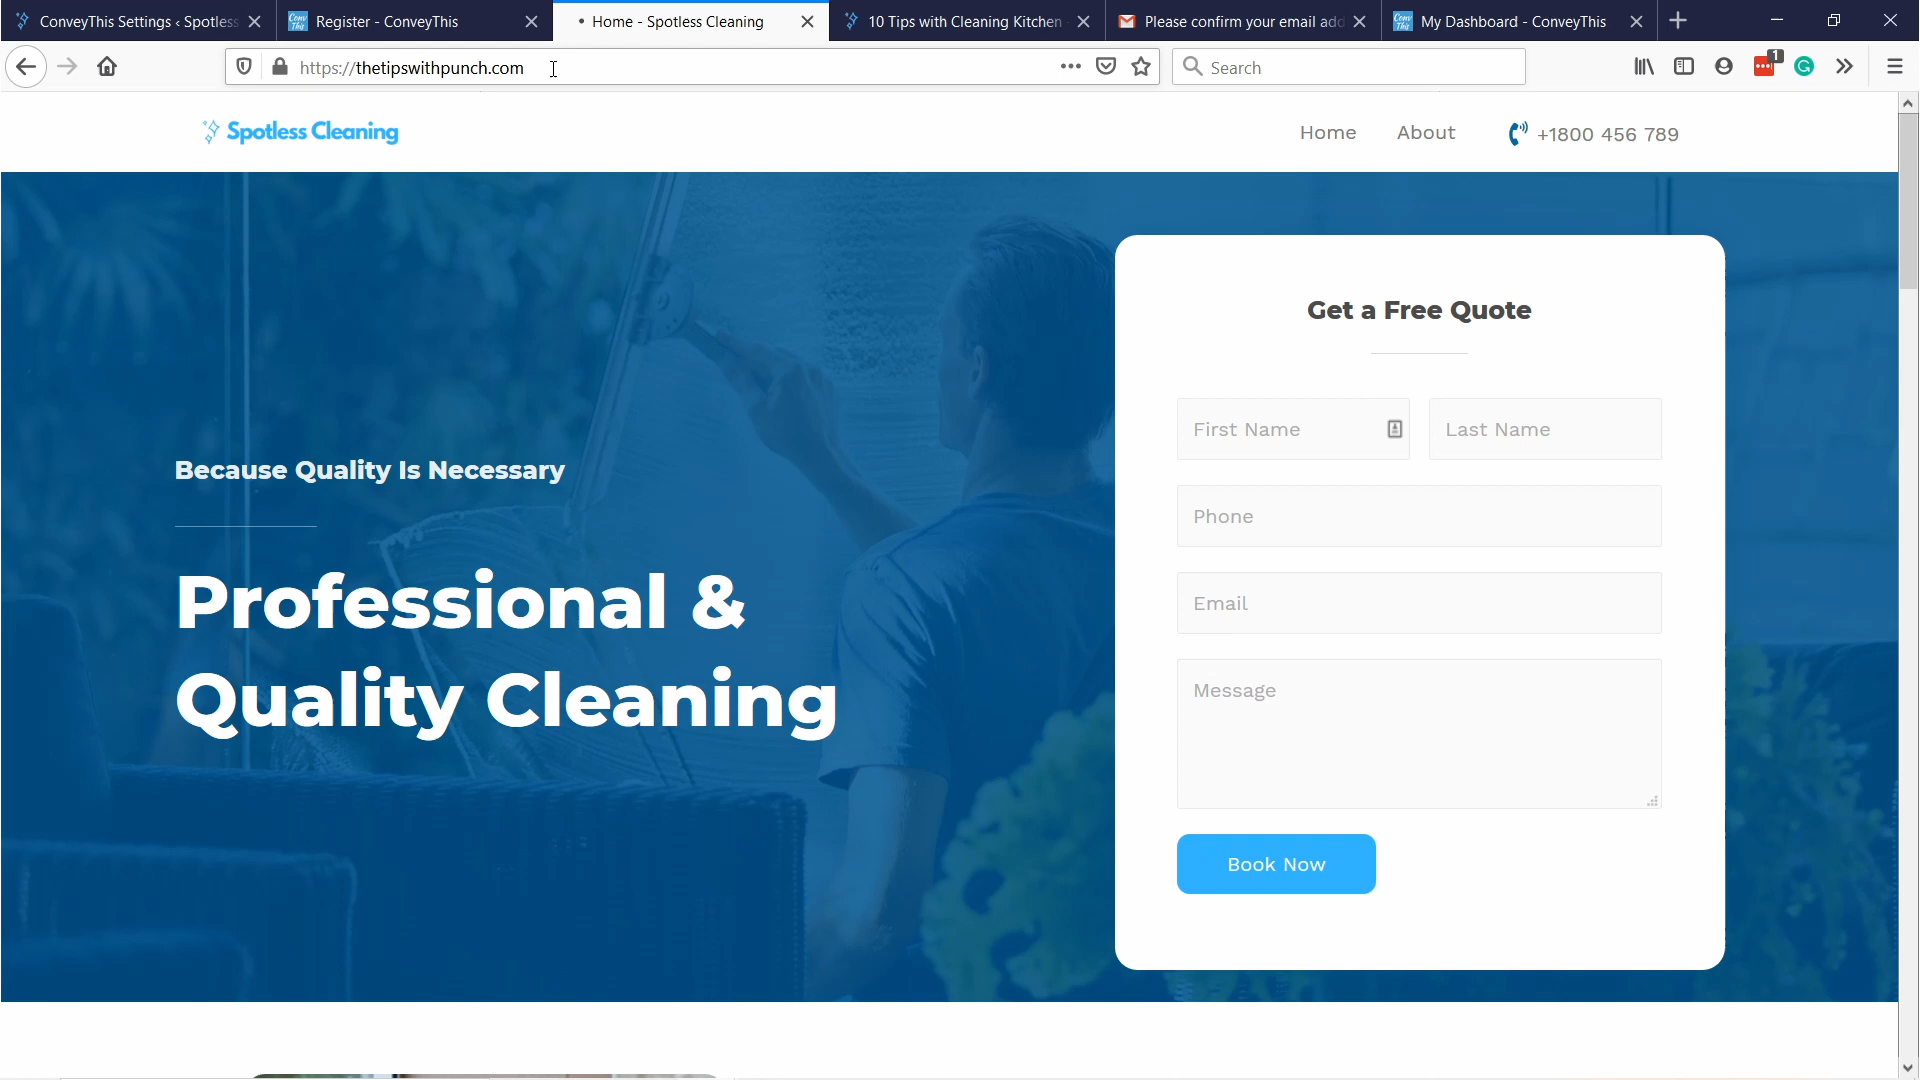 ConveyThis Settings ‹ Spotless
Register - ConveyThis
• Home - Spotless Cleaning
10 Tips with Cleaning Kitchen
Please confirm your email add
My Dashboard - ConveyThis
https://thetipswithpunch.com
Search
1
Spotless Cleaning
Home
About
+1800 456 789
Because Quality Is Necessary
Professional &
Quality Cleaning
Get a Free Quote
First Name
Last Name
Phone
Email
Message
Book Now